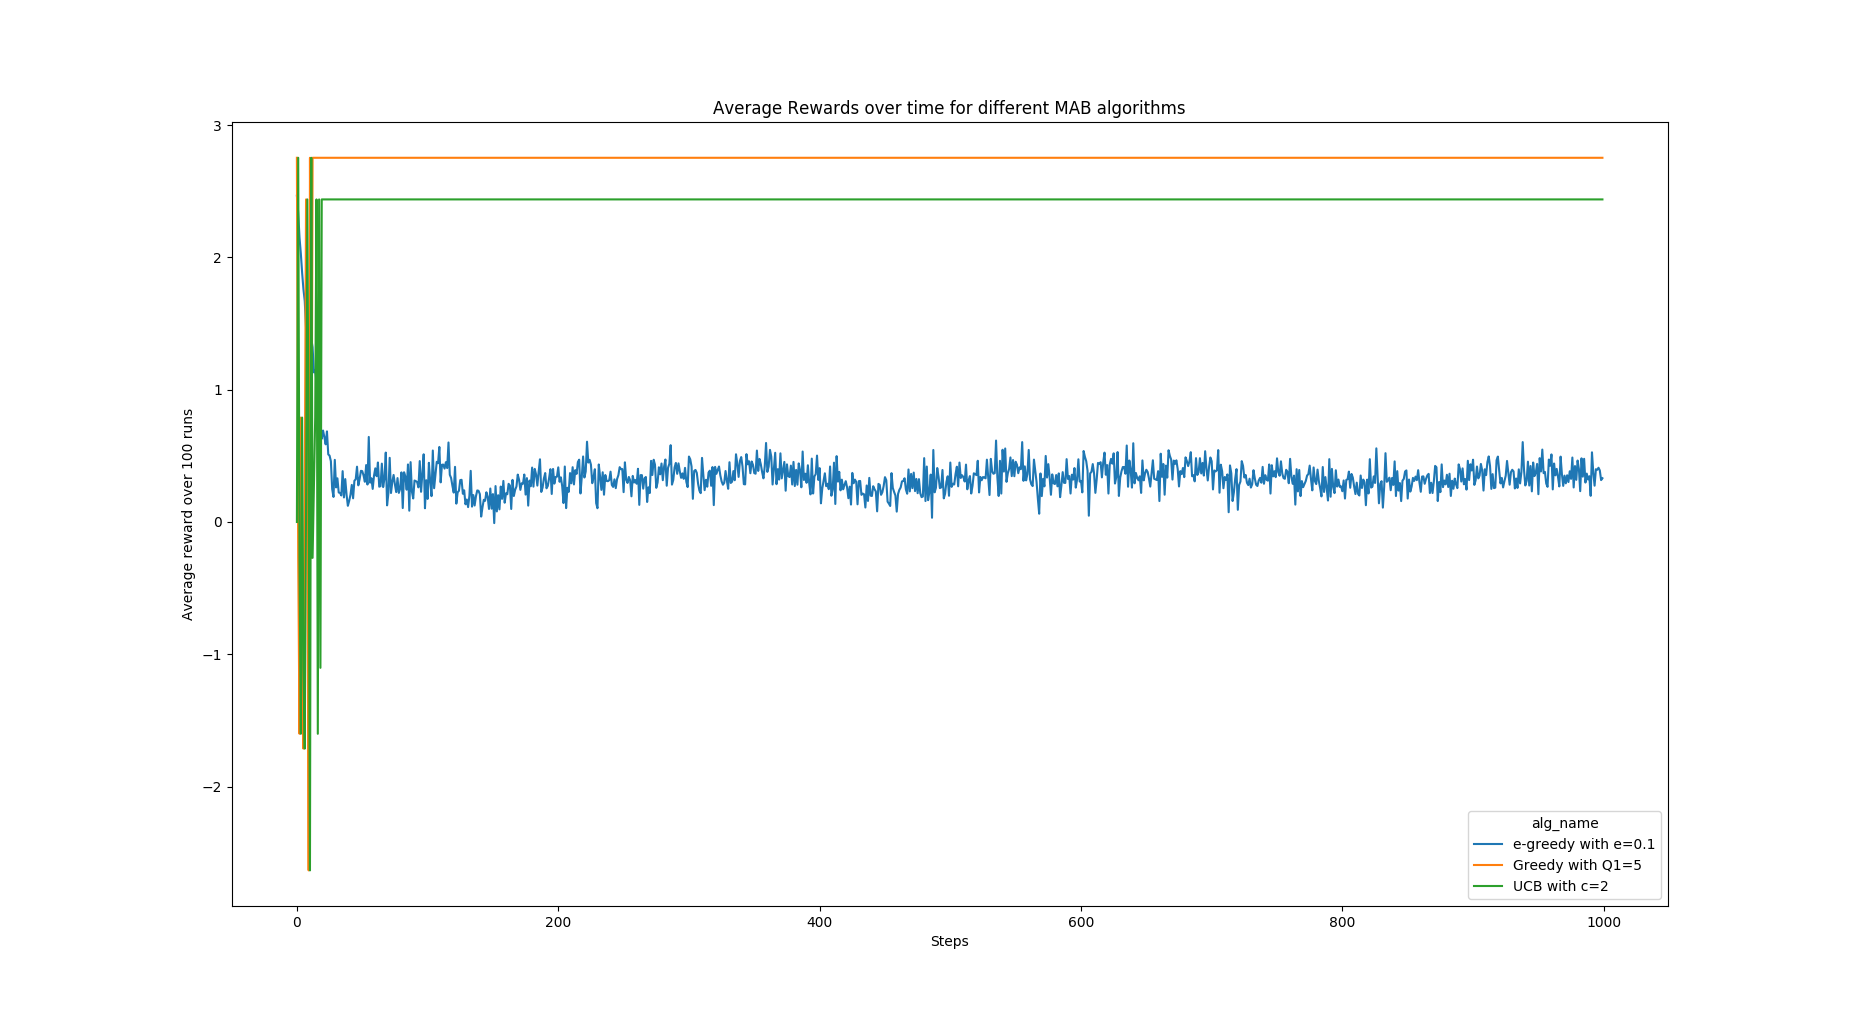 Average Rewards over time for different MAB algorithms
Average reward over 100 runs
3
2
1
0
−1
−2
0 200 400 600 800 1000
Steps
alg_name
e-greedy with e=0.1
Greedy with Q1=5
UCB with c=2